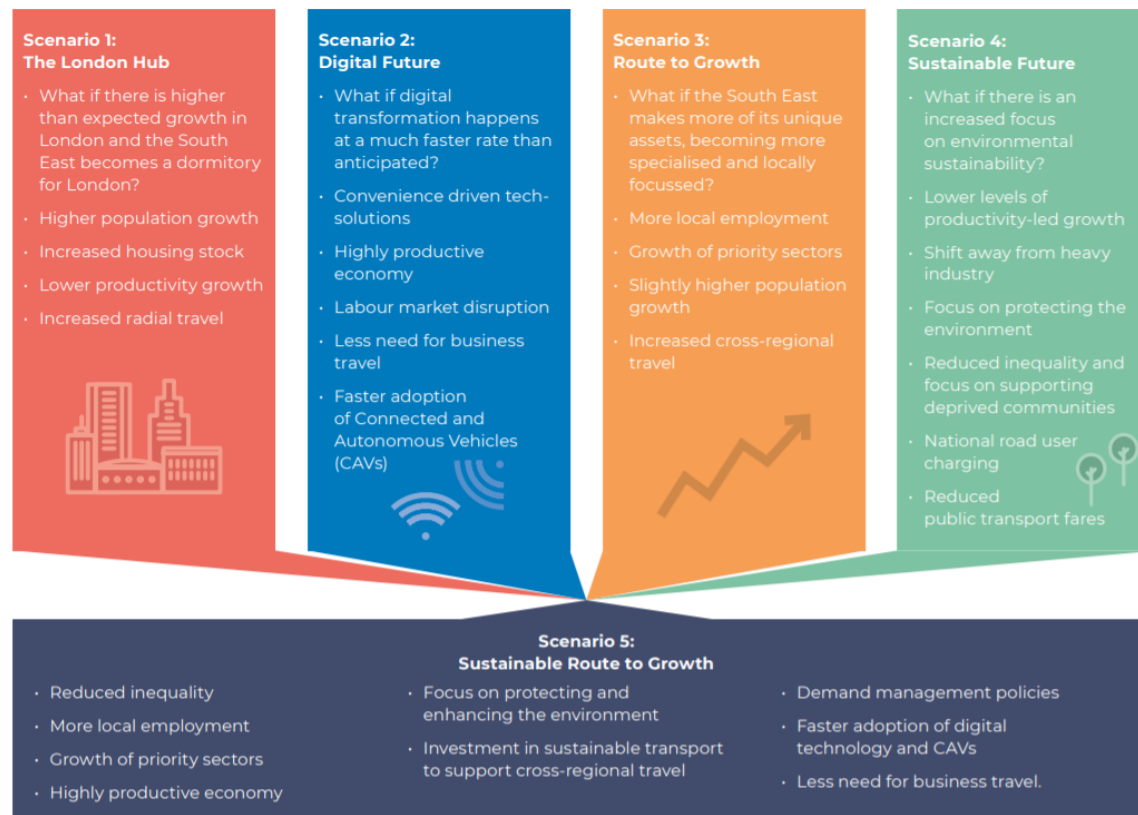 Scenario 1:
The London Hub
· What if there is higher
than expected growth in
London and the South
East becomes a dormitory
for London?
· Higher population growth
· Increased housing stock
· Lower productivity growth
· Increased radial travel
Scenario 2:
Digital Future
· What if digital
transformation happens
at a much faster rate than
anticipated?
· Convenience driven tech-
solutions
· Highly productive
economy
· Labour market disruption
· Less need for business
travel
· Faster adoption
of Connected and
Autonomous Vehicles
(CAVs)
Scenario 3:
Route to Growth
· What if the South East
makes more of its unique
assets, becoming more
specialised and locally
focussed?
· More local employment
· Growth of priority sectors
· Slightly higher population
growth
· Increased cross-regional
travel
Scenario 4:
Sustainable Future
· What if there is an
increased focus
on environmental
sustainability?
· Lower levels of
productivity-led growth
· Shift away from heavy
industry
· Focus on protecting the
environment
· Reduced inequality and
focus on supporting
deprived communities
· National road user
charging
· Reduced
public transport fares
Scenario 5:
Sustainable Route to Growth
· Reduced inequality
· More local employment
· Growth of priority sectors
· Highly productive economy
· Focus on protecting and
enhancing the environment
· Investment in sustainable transport
to support cross-regional travel
· Demand management policies
· Faster adoption of digital
technology and CAVs
· Less need for business travel.